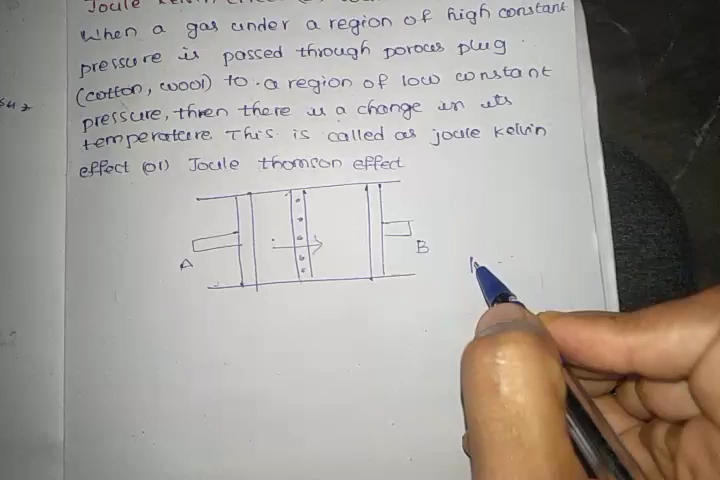 Joule Kelvin
When a gas under a region of high constant
pressure is passed through porous plug
(cotton, wool) to a region of low constant
pressure, then there is a change in its
temperature. This is called as joule kelvin
effect (or) Joule thomson effect
A
B